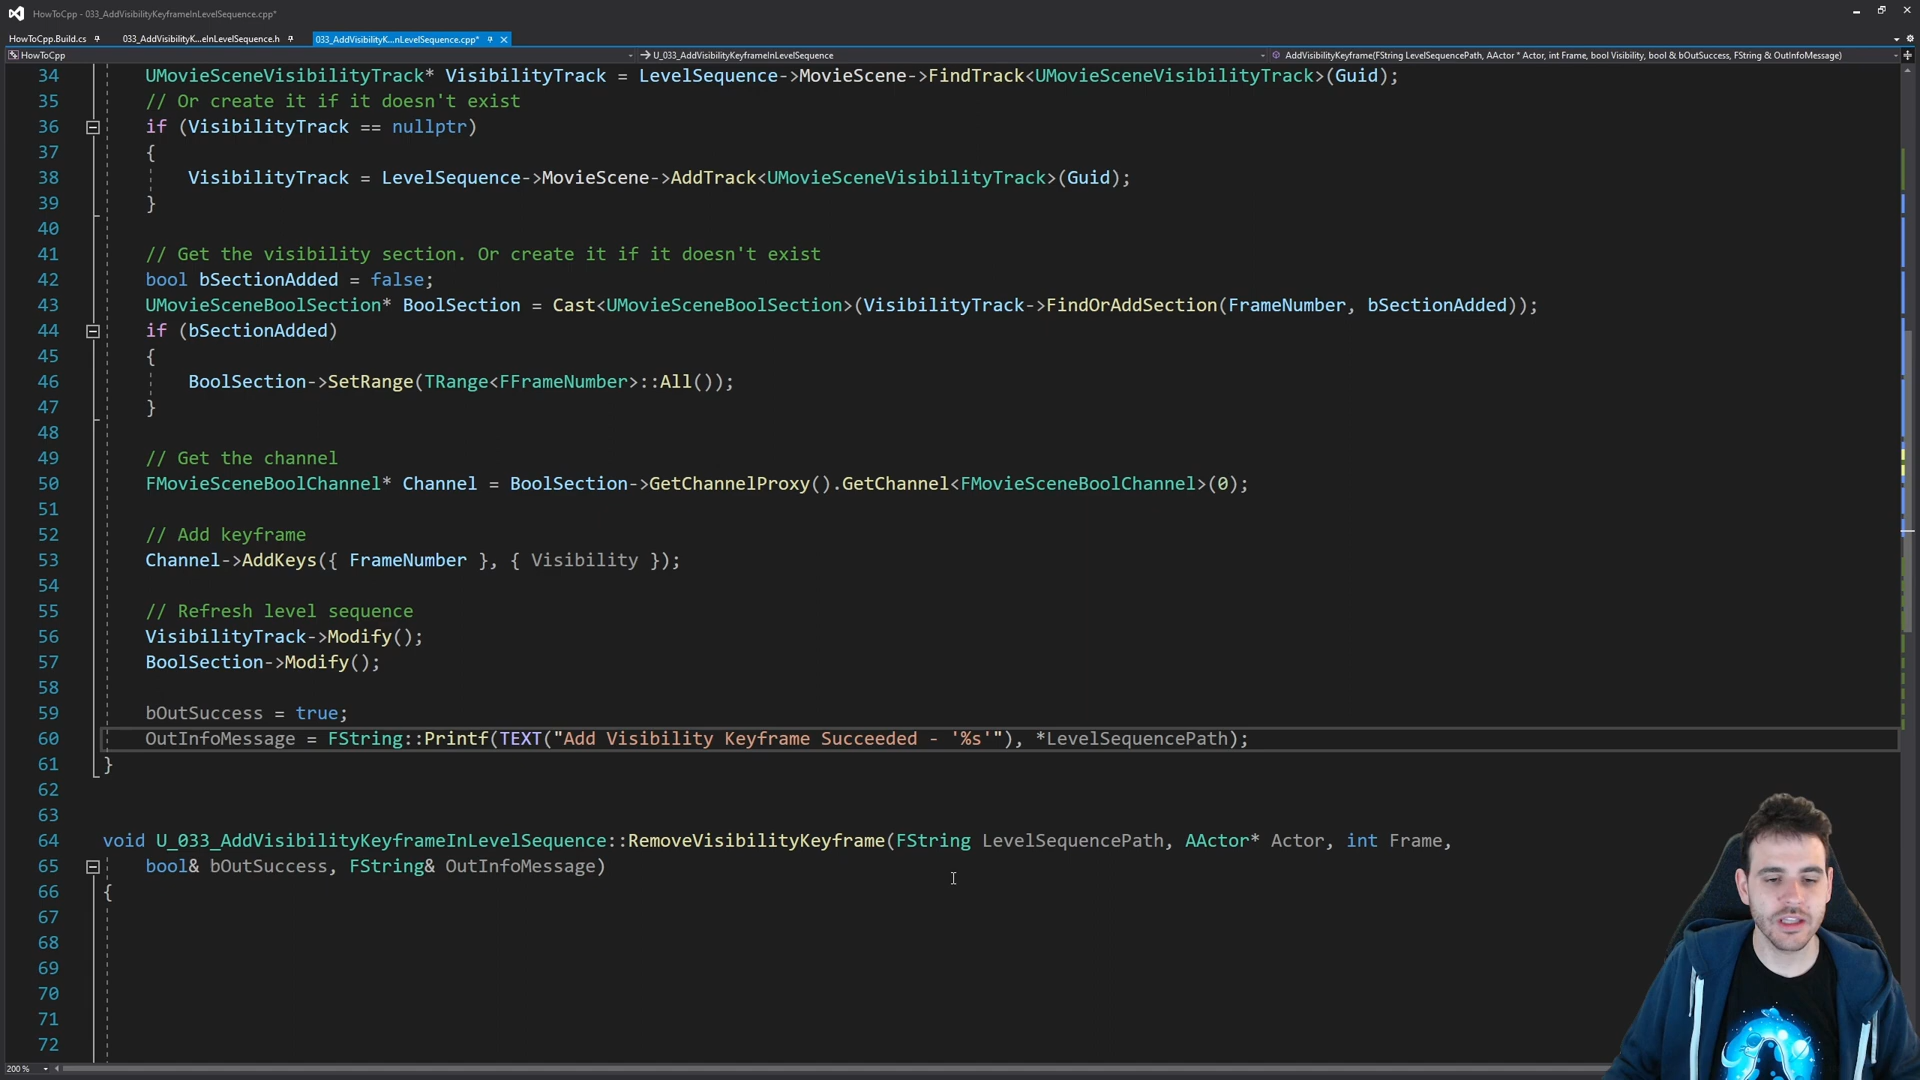 HowToCpp - 033_AddVisibilityKeyframeInLevelSequence.cpp*
HowToCpp.Build.cs
033_AddVisibilityK...eInLevelSequence.h
033_AddVisibilityK...nLevelSequence.cpp*
HowToCpp
U_033_AddVisibilityKeyframeInLevelSequence
AddVisibilityKeyframe(FString LevelSequencePath, AActor * Actor, int Frame, bool Visibility, bool & bOutSuccess, FString & OutInfoMessage)
34 UMovieSceneVisibilityTrack* VisibilityTrack = LevelSequence->MovieScene->FindTrack<UMovieSceneVisibilityTrack>(Guid);
35 // Or create it if it doesn't exist
36 if (VisibilityTrack == nullptr)
37 {
38 VisibilityTrack = LevelSequence->MovieScene->AddTrack<UMovieSceneVisibilityTrack>(Guid);
39 }
40
41 // Get the visibility section. Or create it if it doesn't exist
42 bool bSectionAdded = false;
43 UMovieSceneBoolSection* BoolSection = Cast<UMovieSceneBoolSection>(VisibilityTrack->FindOrAddSection(FrameNumber, bSectionAdded));
44 if (bSectionAdded)
45 {
46 BoolSection->SetRange(TRange<FFrameNumber>::All());
47 }
48
49 // Get the channel
50 FMovieSceneBoolChannel* Channel = BoolSection->GetChannelProxy().GetChannel<FMovieSceneBoolChannel>(0);
51
52 // Add keyframe
53 Channel->AddKeys({ FrameNumber }, { Visibility });
54
55 // Refresh level sequence
56 VisibilityTrack->Modify();
57 BoolSection->Modify();
58
59 bOutSuccess = true;
60 OutInfoMessage = FString::Printf(TEXT("Add Visibility Keyframe Succeeded - '%s'"), *LevelSequencePath);
61 }
62
63
64 void U_033_AddVisibilityKeyframeInLevelSequence::RemoveVisibilityKeyframe(FString LevelSequencePath, AActor* Actor, int Frame,
65 bool& bOutSuccess, FString& OutInfoMessage)
66 {
67
68
69
70
71
72
200 %